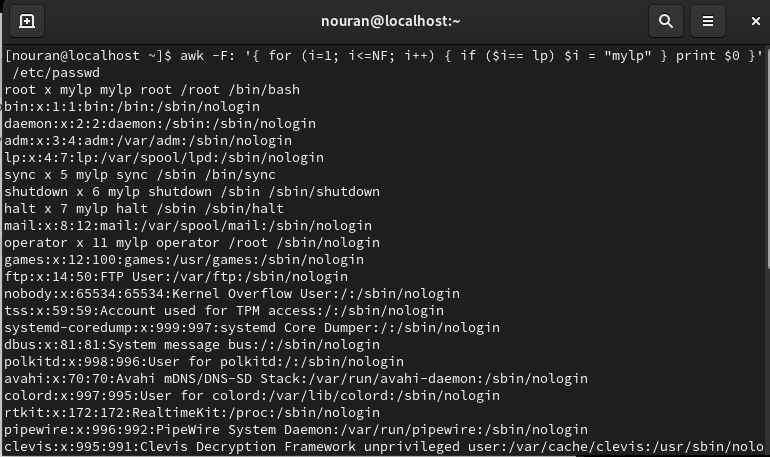 nouran@localhost:~
[nouran@localhost ~]$ awk -F: '{ for (i=1; i<=NF; i++) { if ($i== lp) $i = "mylp" } print $0 }'
/etc/passwd
root x mylp mylp root /root /bin/bash
bin:x:1:1:bin:/bin:/sbin/nologin
daemon:x:2:2:daemon:/sbin:/sbin/nologin
adm:x:3:4:adm:/var/adm:/sbin/nologin
lp:x:4:7:lp:/var/spool/lpd:/sbin/nologin
sync x 5 mylp sync /sbin /bin/sync
shutdown x 6 mylp shutdown /sbin /sbin/shutdown
halt x 7 mylp halt /sbin /sbin/halt
mail:x:8:12:mail:/var/spool/mail:/sbin/nologin
operator x 11 mylp operator /root /sbin/nologin
games:x:12:100:games:/usr/games:/sbin/nologin
ftp:x:14:50:FTP User:/var/ftp:/sbin/nologin
nobody:x:65534:65534:Kernel Overflow User:/:/sbin/nologin
tss:x:59:59:Account used for TPM access:/:/sbin/nologin
systemd-coredump:x:999:997:systemd Core Dumper:/:/sbin/nologin
dbus:x:81:81:System message bus:/:/sbin/nologin
polkitd:x:998:996:User for polkitd:/:/sbin/nologin
avahi:x:70:70:Avahi mDNS/DNS-SD Stack:/var/run/avahi-daemon:/sbin/nologin
colord:x:997:995:User for colord:/var/lib/colord:/sbin/nologin
rtkit:x:172:172:RealtimeKit:/proc:/sbin/nologin
pipewire:x:996:992:PipeWire System Daemon:/var/run/pipewire:/sbin/nologin
clevis:x:995:991:Clevis Decryption Framework unprivileged user:/var/cache/clevis:/usr/sbin/nolo